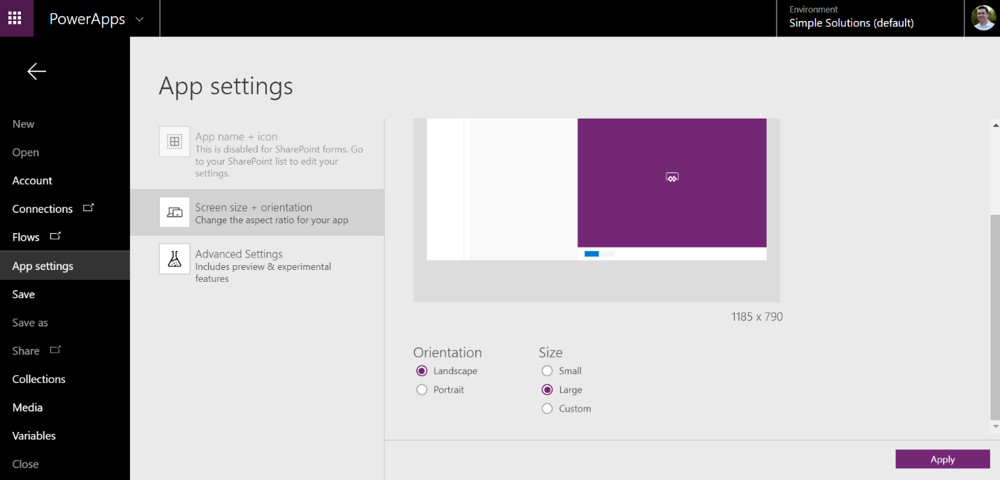 PowerApps
Environment
Simple Solutions (default)
New
Open
Account
Connections
Flows
App settings
Save
Save as
Share
Collections
Media
Variables
Close
App settings
App name + icon
This is disabled for SharePoint forms. Go
to your SharePoint list to edit your
settings.
Screen size + orientation
Change the aspect ratio for your app
Advanced Settings
Includes preview & experimental
features
1185 x 790
Orientation
Landscape
Portrait
Size
Small
Large
Custom
Apply